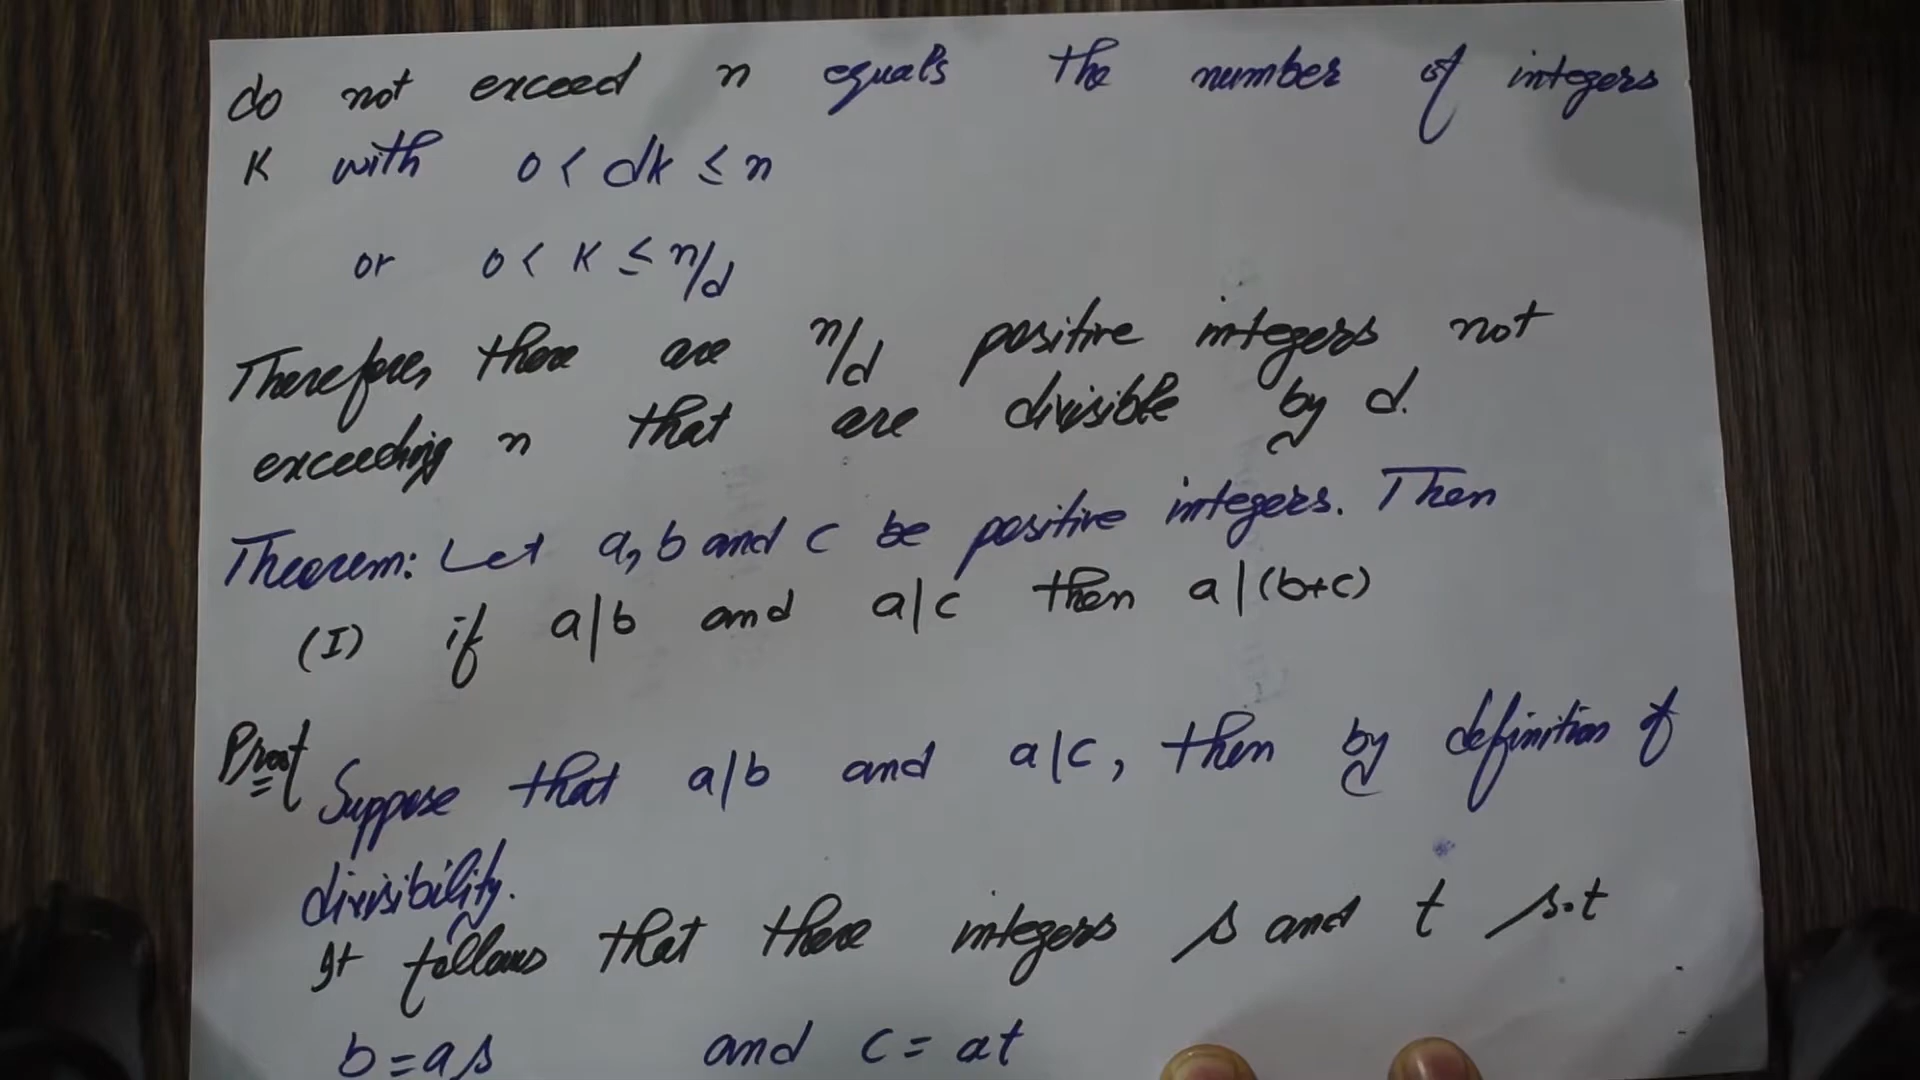 do not exceed n equals the number of integers
K with 0 < dk ≤ n
or 0 < K ≤ n/d
Therefore, there are n/d positive integers not
exceeding n that are divisible by d.
Theorem: Let a, b and c be positive integers. Then
(I) if a|b and a|c then a|(b+c)
Proof
Suppose that a|b and a|c, then by definition of
divisibility.
It follows that there integers s and t s.t
b=as and c = at